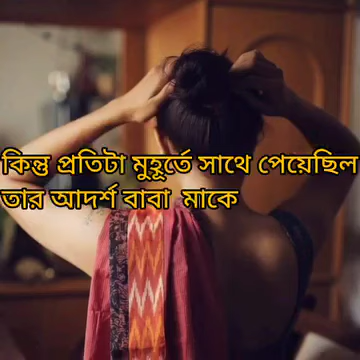 কিন্তু প্রতিটা মুহূর্তে সাথে পেয়েছিল
তার আদর্শ বাবা মাকে